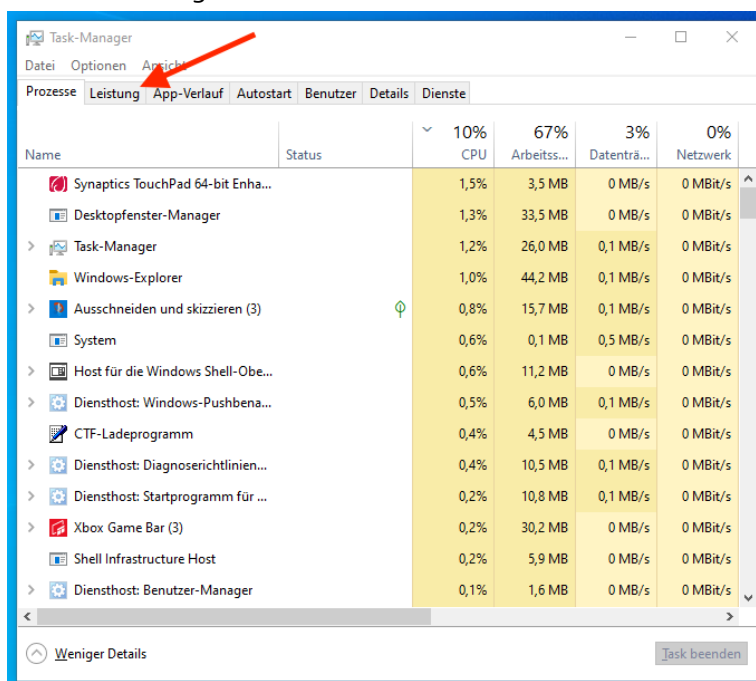 Task-Manager
Datei Optionen Ansicht
Prozesse Leistung App-Verlauf Autostart Benutzer Details Dienste
10% 67% 3% 0%
Name Status CPU Arbeitss... Datenträ... Netzwerk
Synaptics TouchPad 64-bit Enha... 1,5% 3,5 MB 0 MB/s 0 MBit/s
Desktopfenster-Manager 1,3% 33,5 MB 0 MB/s 0 MBit/s
Task-Manager 1,2% 26,0 MB 0,1 MB/s 0 MBit/s
Windows-Explorer 1,0% 44,2 MB 0,1 MB/s 0 MBit/s
Ausschneiden und skizzieren (3) 0,8% 15,7 MB 0,1 MB/s 0 MBit/s
System 0,6% 0,1 MB 0,5 MB/s 0 MBit/s
Host für die Windows Shell-Obe... 0,6% 11,2 MB 0 MB/s 0 MBit/s
Diensthost: Windows-Pushbena... 0,5% 6,0 MB 0,1 MB/s 0 MBit/s
CTF-Ladeprogramm 0,4% 4,5 MB 0 MB/s 0 MBit/s
Diensthost: Diagnoserichtlinien... 0,4% 10,5 MB 0,1 MB/s 0 MBit/s
Diensthost: Startprogramm für ... 0,2% 10,8 MB 0,1 MB/s 0 MBit/s
Xbox Game Bar (3) 0,2% 30,2 MB 0 MB/s 0 MBit/s
Shell Infrastructure Host 0,2% 5,9 MB 0 MB/s 0 MBit/s
Diensthost: Benutzer-Manager 0,1% 1,6 MB 0 MB/s 0 MBit/s
Weniger Details Task beenden